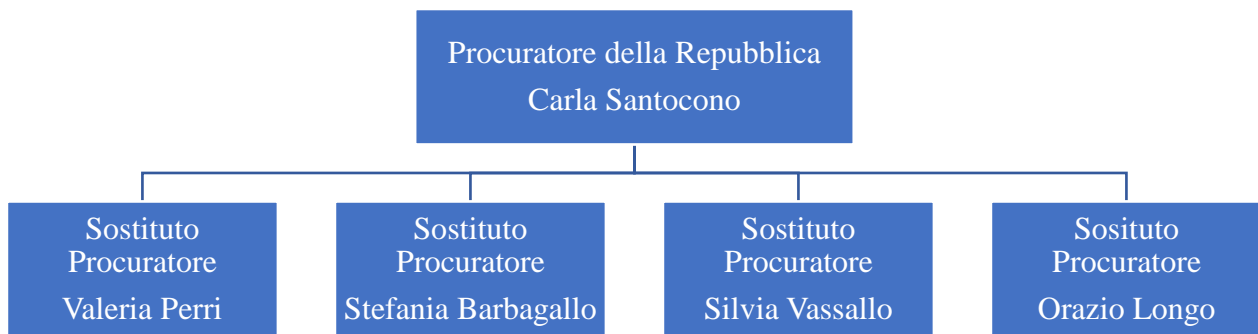 Procuratore della Repubblica
Carla Santocono
Sostituto
Procuratore
Valeria Perri
Sostituto
Procuratore
Stefania Barbagallo
Sostituto
Procuratore
Silvia Vassallo
Sosituto
Procuratore
Orazio Longo